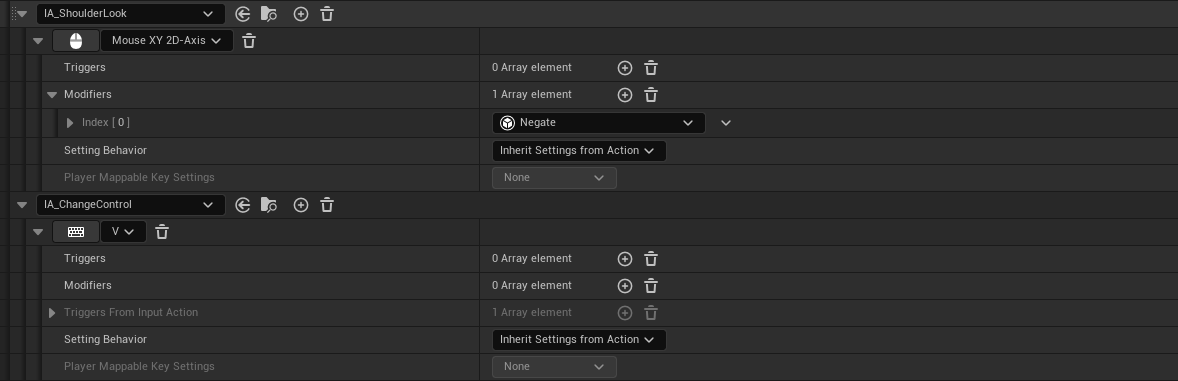 IA_ShoulderLook
Mouse XY 2D-Axis
Triggers 0 Array element
Modifiers 1 Array element
Index [ 0 ] Negate
Setting Behavior Inherit Settings from Action
Player Mappable Key Settings None
IA_ChangeControl
V
Triggers 0 Array element
Modifiers 0 Array element
Triggers From Input Action 1 Array element
Setting Behavior Inherit Settings from Action
Player Mappable Key Settings None